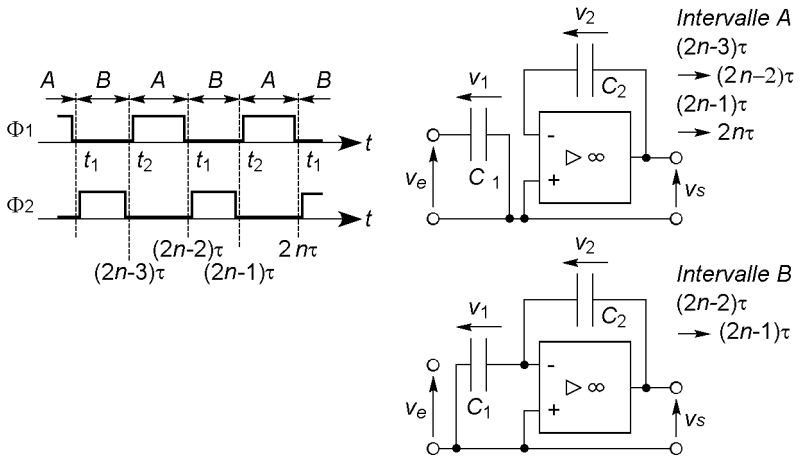 A B A B A B
Φ1 t
t1 t2 t1 t2 t1
Φ2 t
(2n-2)τ 2nτ
(2n-3)τ (2n-1)τ
v2
v1
C2
C1
-
▷ ∞
+
ve
vs
Intervalle A
(2n-3)τ
→ (2n-2)τ
(2n-1)τ
→ 2nτ
v2
v1
C2
C1
-
▷ ∞
+
ve
vs
Intervalle B
(2n-2)τ
→ (2n-1)τ